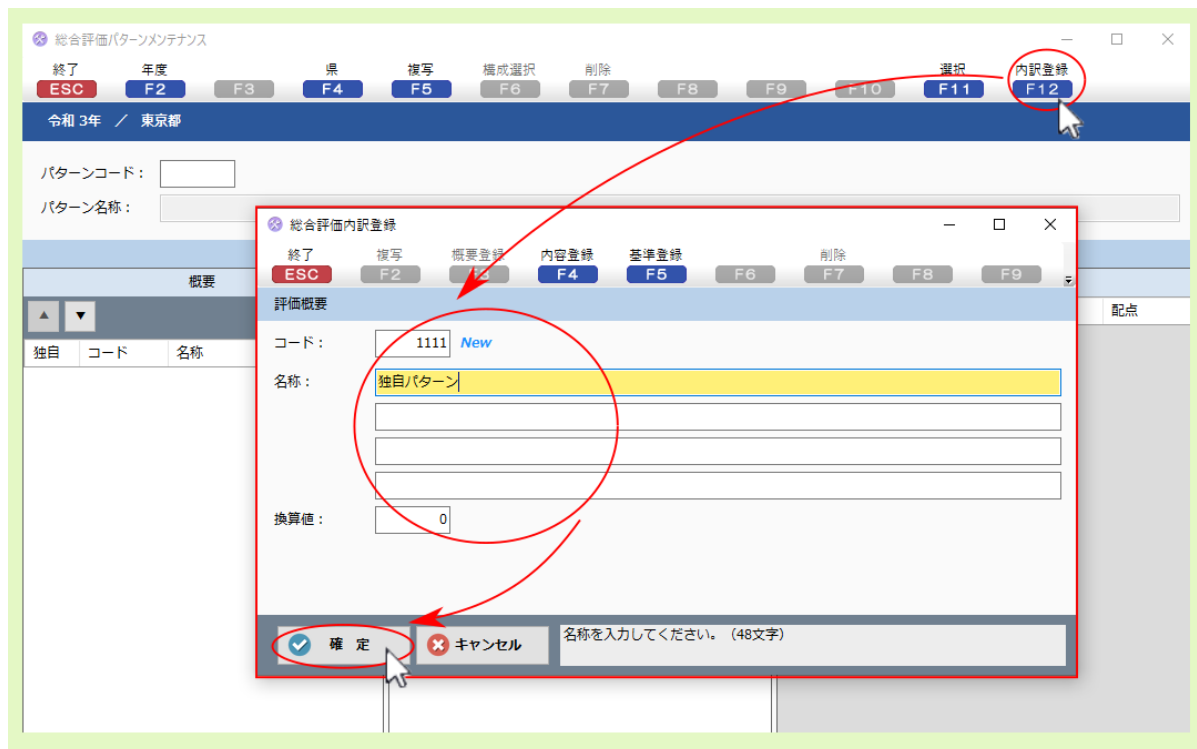 総合評価パターンメンテナンス
終了 年度 県 複写 構成選択 削除 選択 内訳登録
ESC F2 F3 F4 F5 F6 F7 F8 F9 F10 F11 F12
令和 3年 ／ 東京都
パターンコード：
パターン名称：
総合評価内訳登録
終了 複写 概要登録 内容登録 基準登録 削除
ESC F2 F3 F4 F5 F6 F7 F8 F9
概要
評価概要
配点
コード： 1111 New
独自 コード 名称
名称： 独自パターン
換算値： 0
確 定 キャンセル 名称を入力してください。（48文字）